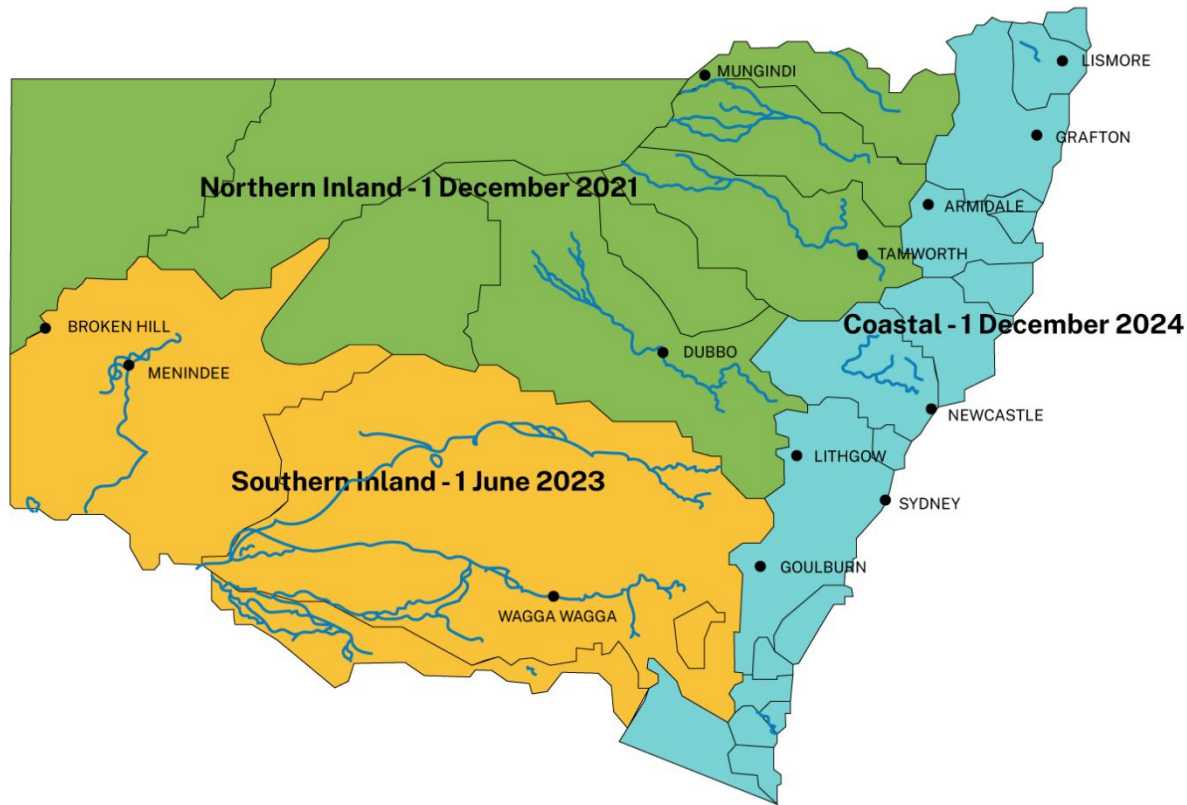 LISMORE
MUNGINDI
GRAFTON
Northern Inland - 1 December 2021
ARMIDALE
TAMWORTH
Coastal - 1 December 2024
BROKEN HILL
DUBBO
MENINDEE
NEWCASTLE
LITHGOW
Southern Inland - 1 June 2023
SYDNEY
GOULBURN
WAGGA WAGGA